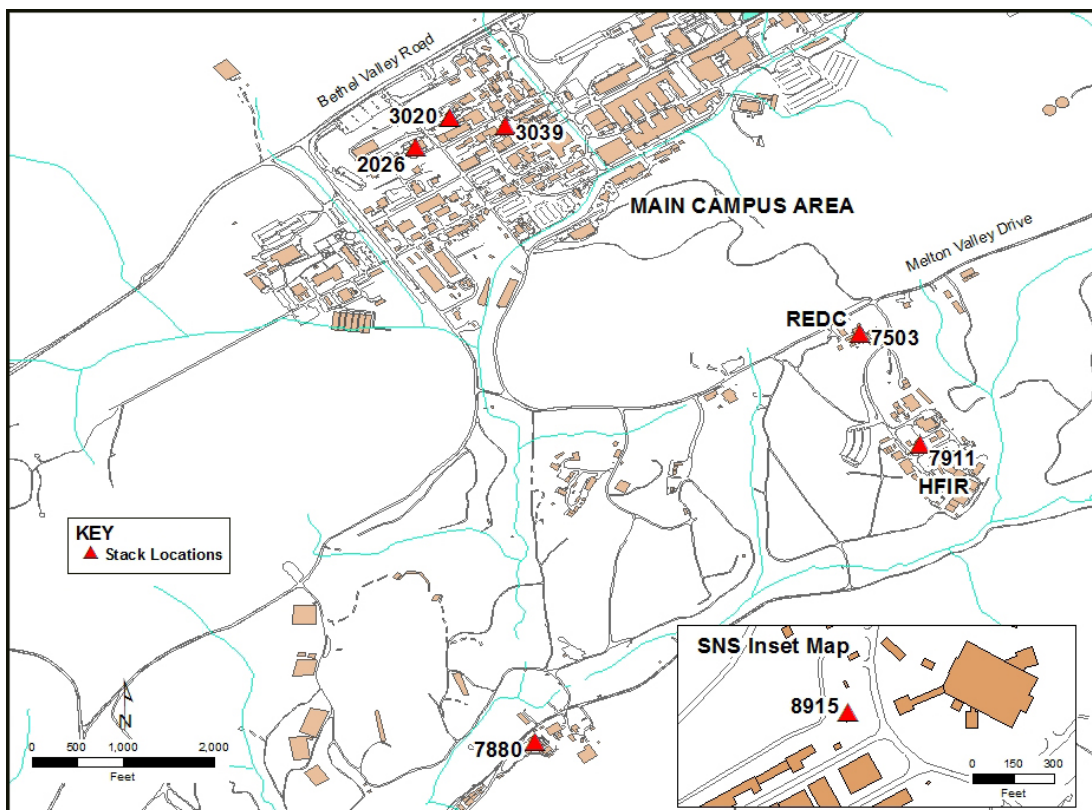 Bethel Valley Road
3020
3039
2026
MAIN CAMPUS AREA
Melton Valley Drive
REDC
7503
7911
HFIR
KEY
Stack Locations
N
0 500 1,000 2,000
Feet
7880
SNS Inset Map
8915
0 150 300
Feet